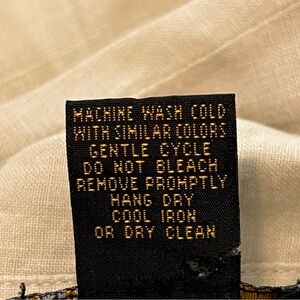 MACHINE WASH COLD
WITH SIMILAR COLORS
GENTLE CYCLE
DO NOT BLEACH
REMOVE PROMPTLY
HANG DRY
COOL IRON
OR DRY CLEAN